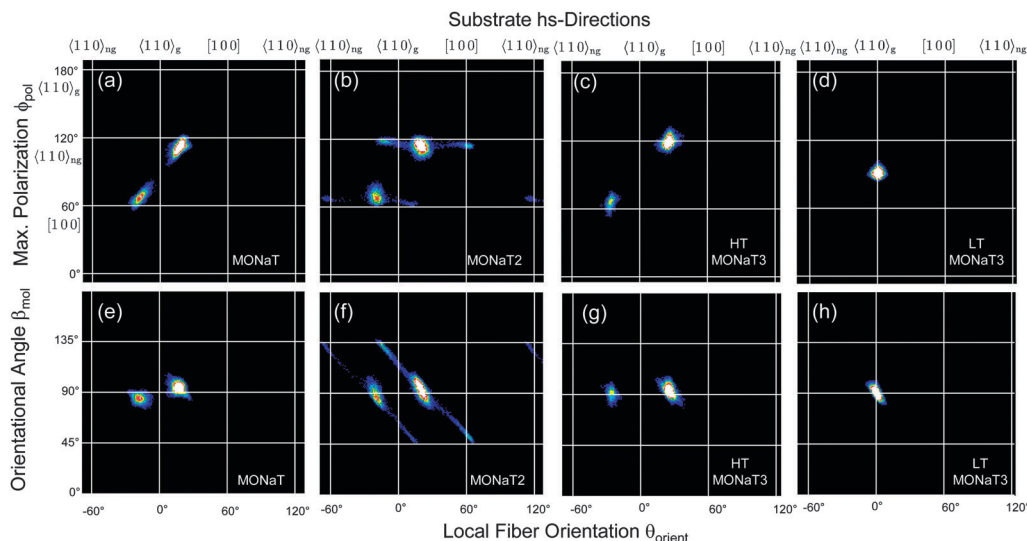 Substrate hs-Directions
⟨110⟩ng ⟨110⟩g [100] ⟨110⟩ng ⟨110⟩ng ⟨110⟩g [100] ⟨110⟩ng ⟨110⟩ng ⟨110⟩g [100] ⟨110⟩ng ⟨110⟩g [100] ⟨110⟩ng
Max. Polarization ϕpol
180°
⟨110⟩g
120°
⟨110⟩ng
60°
[100]
0°
(a)
MONaT
(b)
MONaT2
(c)
HT
MONaT3
(d)
LT
MONaT3
Orientational Angle βmol
135°
90°
45°
0°
(e)
MONaT
(f)
MONaT2
(g)
HT
MONaT3
(h)
LT
MONaT3
-60° 0° 60° 120° -60° 0° 60° 120° -60° 0° 60° 120° -60° 0° 60° 120°
Local Fiber Orientation θorient